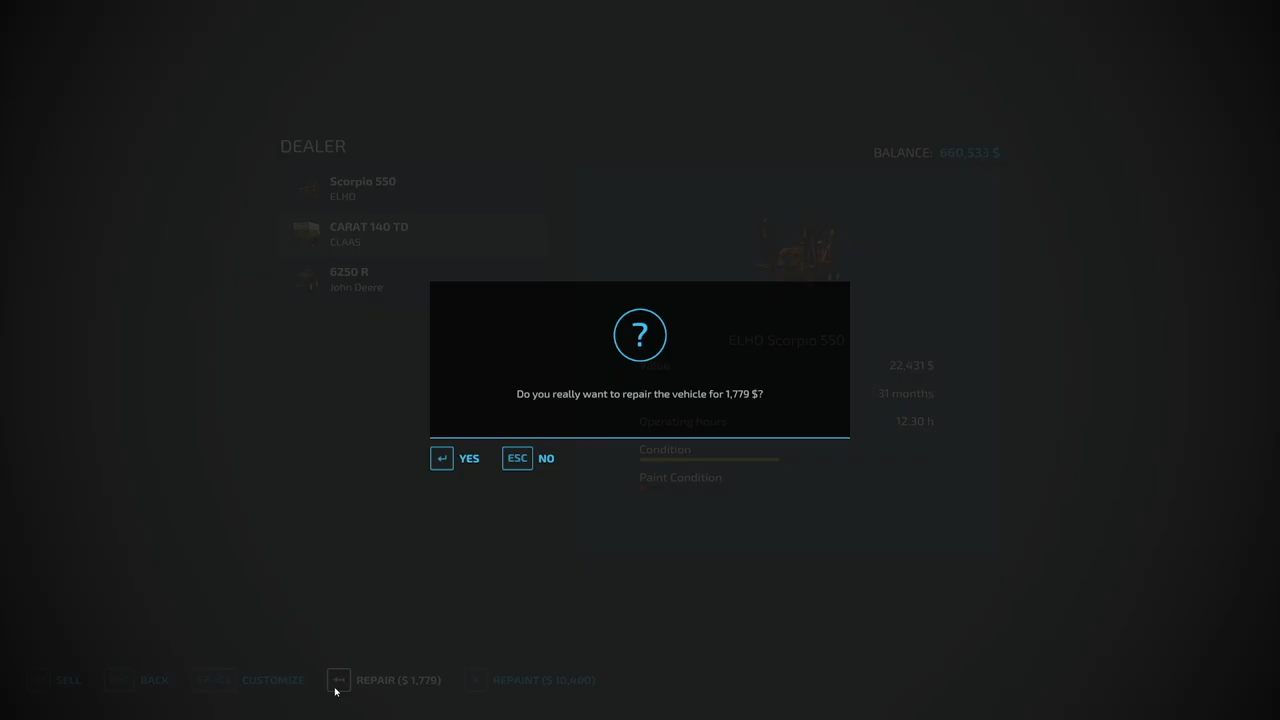 DEALER
BALANCE: 660,533 $
Scorpio 550
ELHO
CARAT 140 TD
CLAAS
6250 R
John Deere
ELHO Scorpio 550
Value 22,431 $
31 months
Do you really want to repair the vehicle for 1,779 $?
Operating hours 12.30 h
Condition
Paint Condition
YES ESC NO
SELL BACK SPACE CUSTOMIZE REPAIR ($ 1,779) REPAINT ($ 10,400)